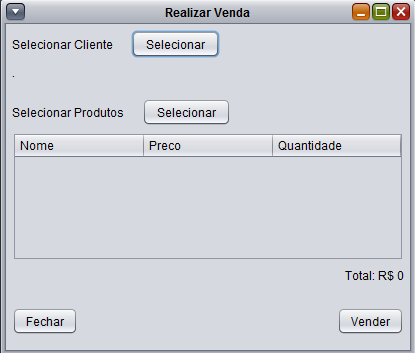 Realizar Venda
Selecionar Cliente Selecionar
.
Selecionar Produtos Selecionar
Nome Preco Quantidade
Total: R$ 0
Fechar Vender